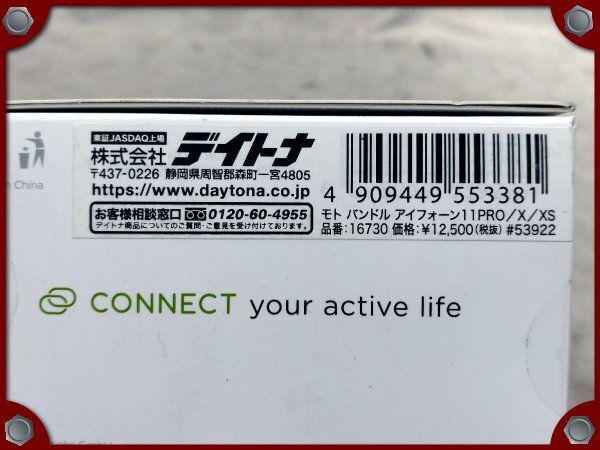 東証JASDAQ上場
株式会社 デイトナ
〒437-0226 静岡県周智郡森町一宮4805
https://www.daytona.co.jp
お客様相談窓口 0120-60-4955
デイトナ商品についてのご質問・ご意見を受け付けております。
4 909449 553381
モト バンドル アイフォーン11PRO/X/XS
品番:16730 価格:¥12,500(税抜) #53922
China
CONNECT your active life